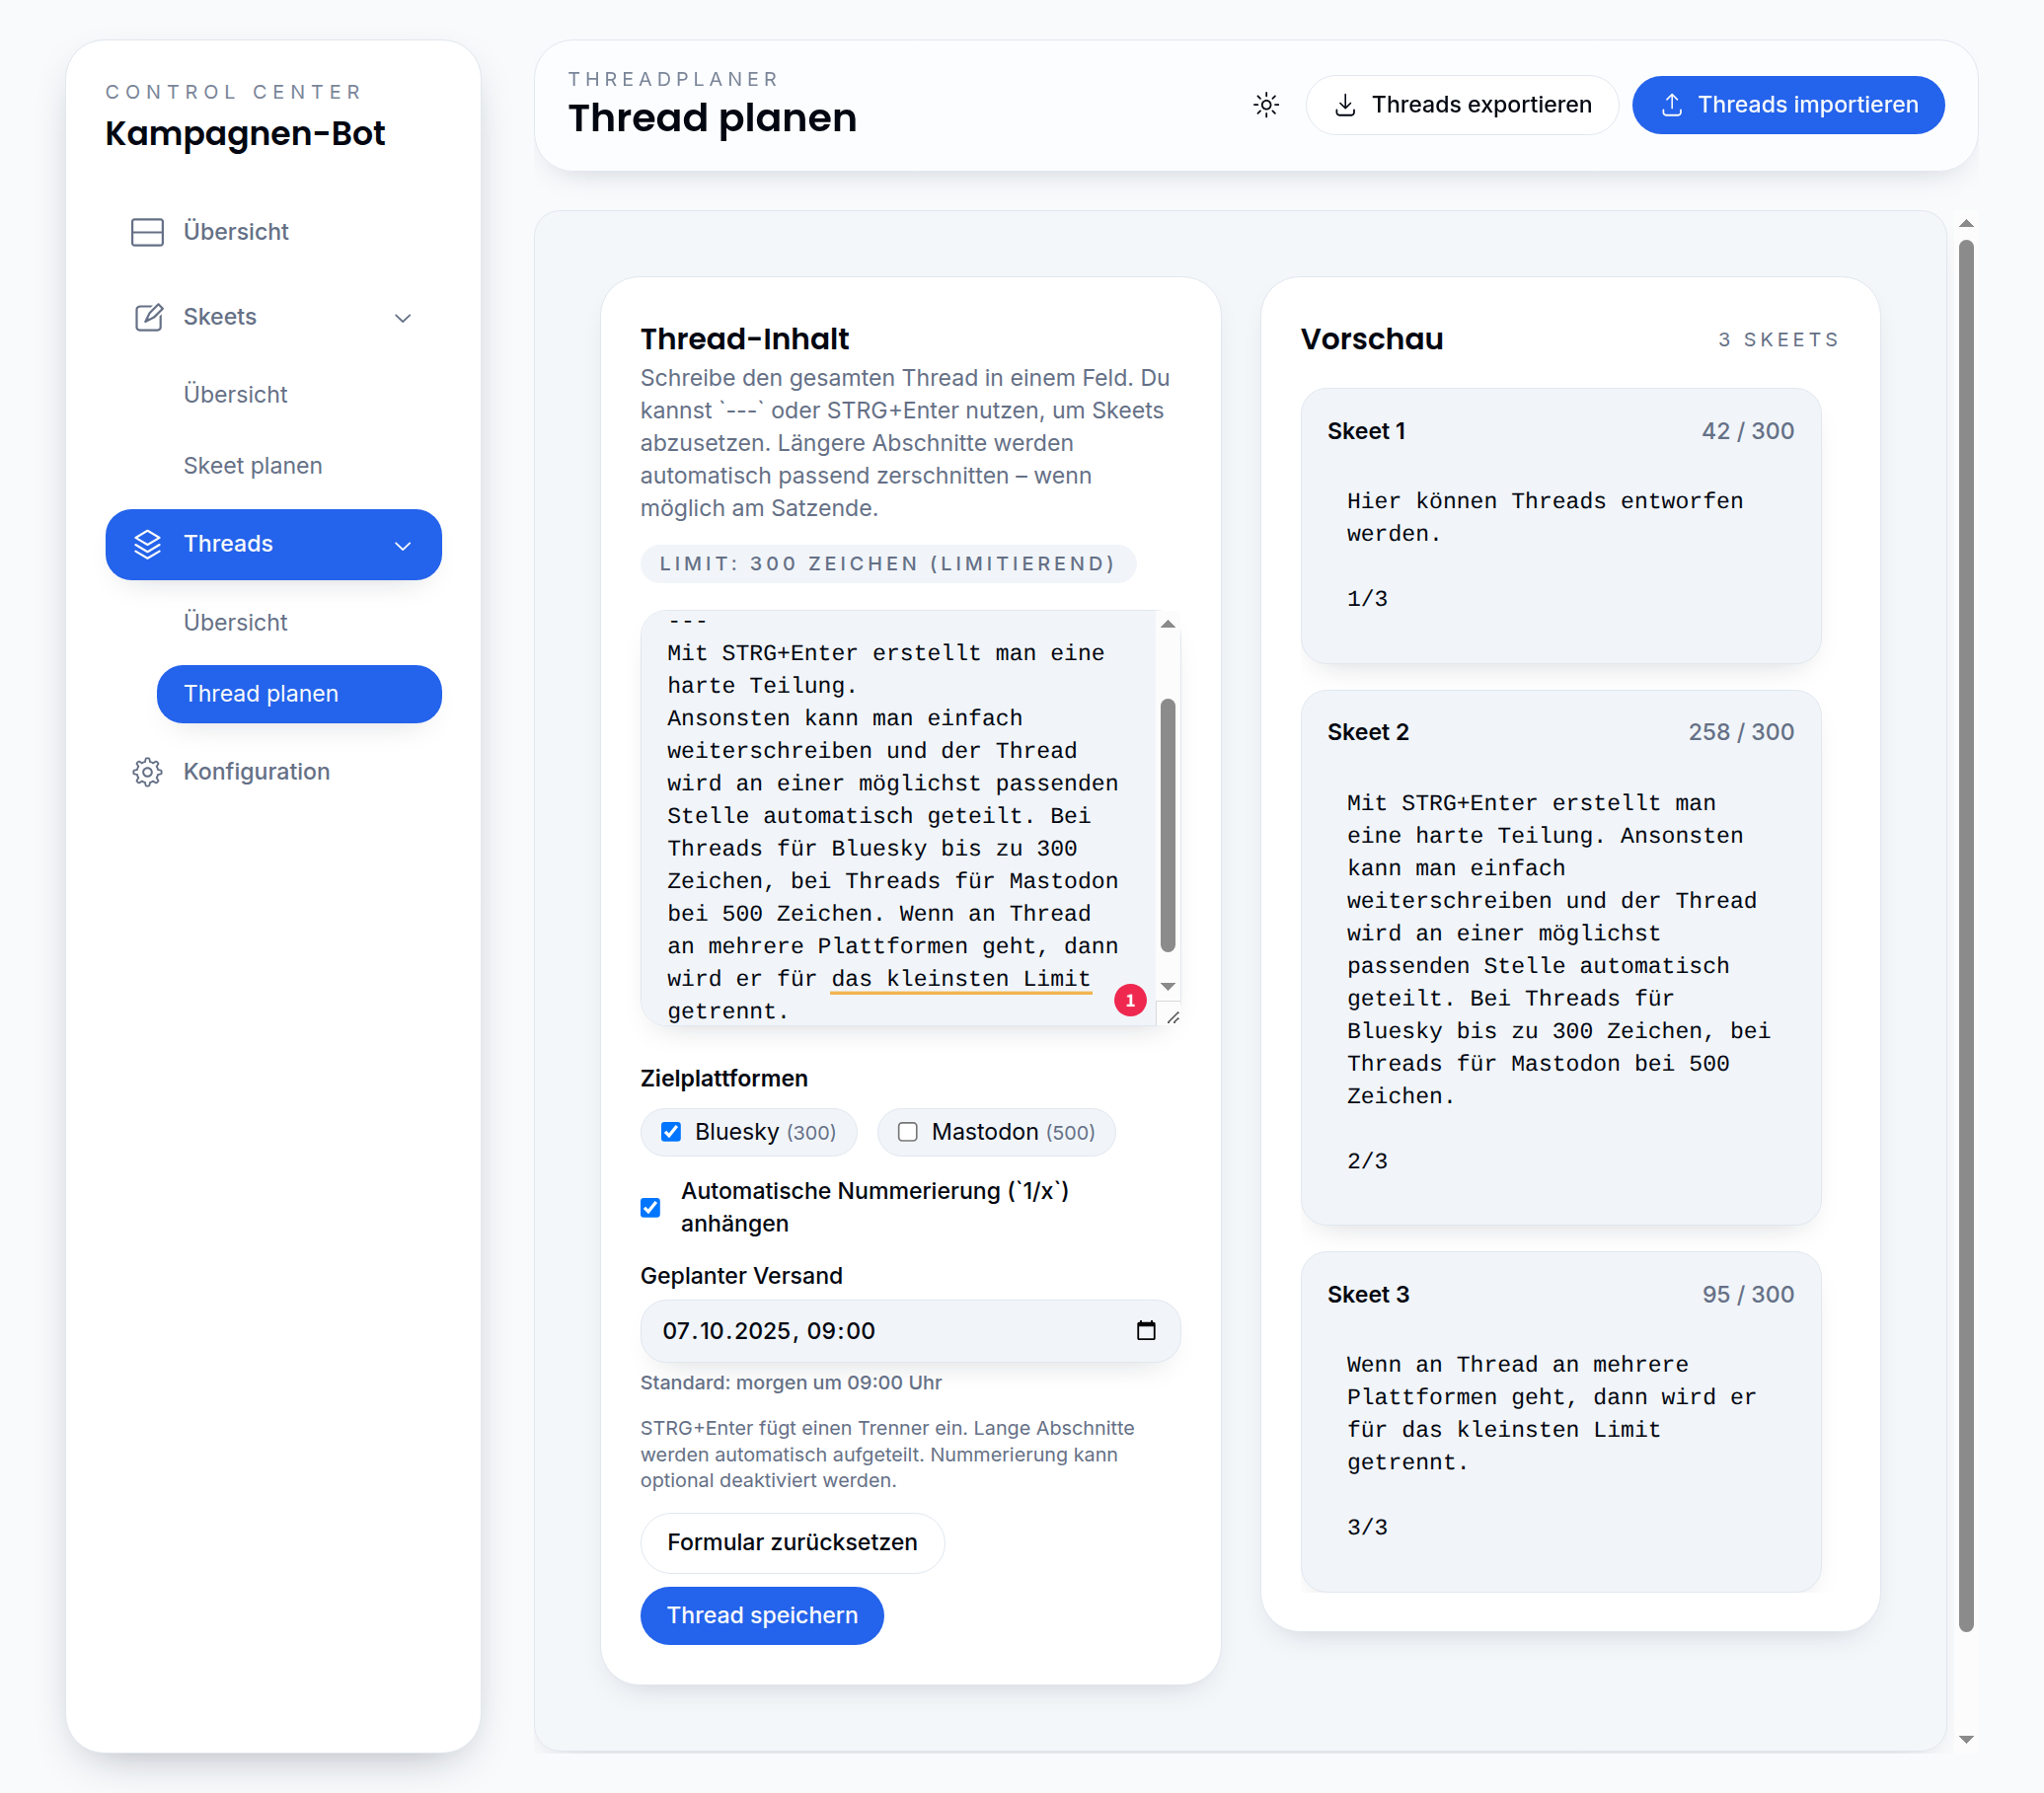 CONTROL CENTER
Kampagnen-Bot
Übersicht
Skeets
Übersicht
Skeet planen
Threads
Übersicht
Thread planen
Konfiguration
THREADPLANER
Thread planen
Threads exportieren
Threads importieren
Thread-Inhalt
Schreibe den gesamten Thread in einem Feld. Du
kannst `---` oder STRG+Enter nutzen, um Skeets
abzusetzen. Längere Abschnitte werden
automatisch passend zerschnitten – wenn
möglich am Satzende.
LIMIT: 300 ZEICHEN (LIMITIEREND)
---
Mit STRG+Enter erstellt man eine
harte Teilung.
Ansonsten kann man einfach
weiterschreiben und der Thread
wird an einer möglichst passenden
Stelle automatisch geteilt. Bei
Threads für Bluesky bis zu 300
Zeichen, bei Threads für Mastodon
bei 500 Zeichen. Wenn an Thread
an mehrere Plattformen geht, dann
wird er für das kleinsten Limit
getrennt.
1
Zielplattformen
Bluesky (300)
Mastodon (500)
Automatische Nummerierung (`1/x`)
anhängen
Geplanter Versand
07.10.2025, 09:00
Standard: morgen um 09:00 Uhr
STRG+Enter fügt einen Trenner ein. Lange Abschnitte
werden automatisch aufgeteilt. Nummerierung kann
optional deaktiviert werden.
Formular zurücksetzen
Thread speichern
Vorschau
3 SKEETS
Skeet 1
42 / 300
Hier können Threads entworfen
werden.
1/3
Skeet 2
258 / 300
Mit STRG+Enter erstellt man
eine harte Teilung. Ansonsten
kann man einfach
weiterschreiben und der Thread
wird an einer möglichst
passenden Stelle automatisch
geteilt. Bei Threads für
Bluesky bis zu 300 Zeichen, bei
Threads für Mastodon bei 500
Zeichen.
2/3
Skeet 3
95 / 300
Wenn an Thread an mehrere
Plattformen geht, dann wird er
für das kleinsten Limit
getrennt.
3/3